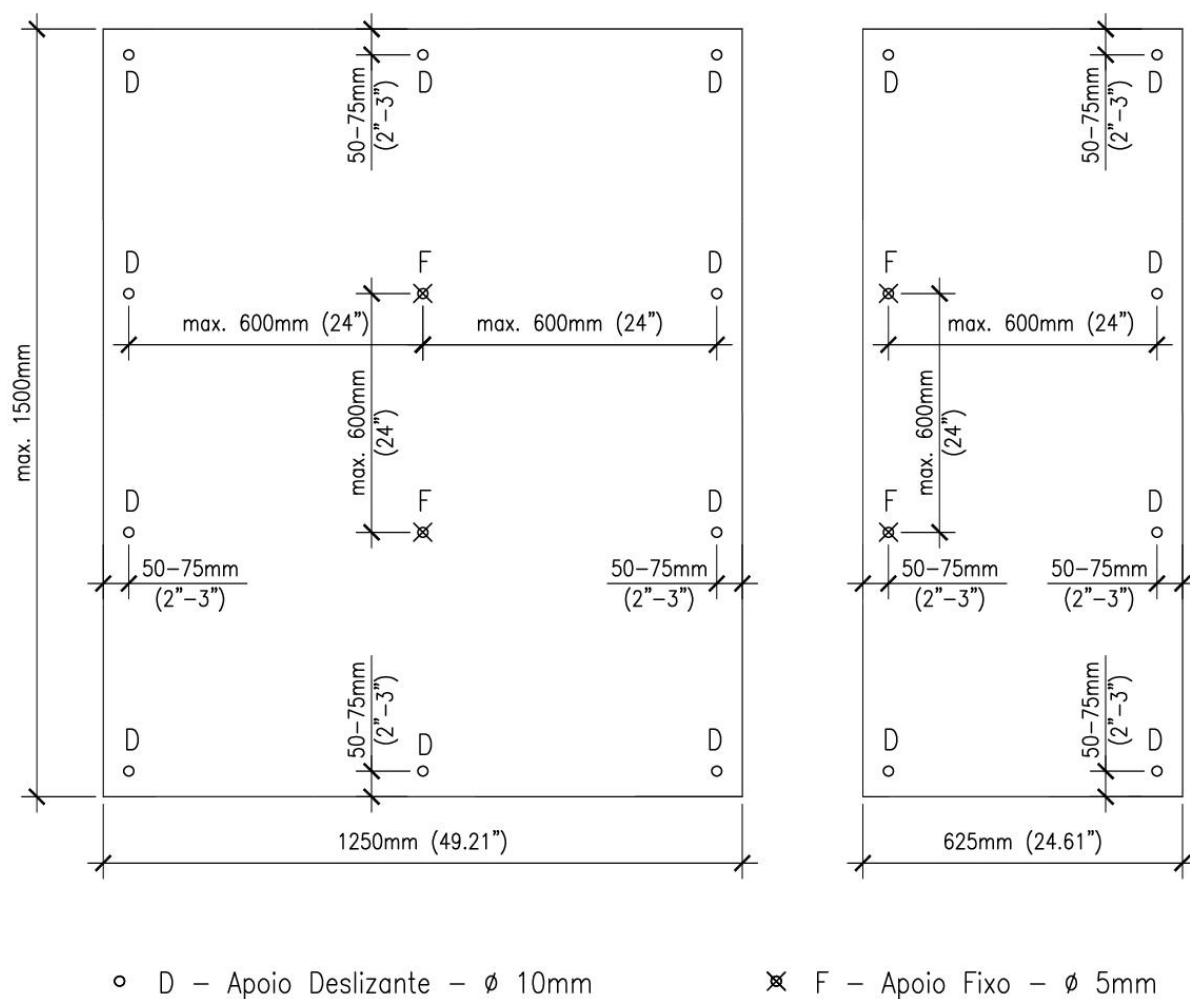 D
D
D
50-75mm
(2"-3")
D
F
D
max. 600mm (24")
max. 600mm (24")
max. 1500mm
max. 600mm
(24")
D
F
D
50-75mm
(2"-3")
50-75mm
(2"-3")
50-75mm
(2"-3")
D
D
D
1250mm (49.21")
D
D
50-75mm
(2"-3")
F
D
max. 600mm (24")
max. 600mm
(24")
F
D
50-75mm
(2"-3")
50-75mm
(2"-3")
50-75mm
(2"-3")
D
D
625mm (24.61")
D - Apoio Deslizante - ø 10mm
F - Apoio Fixo - ø 5mm